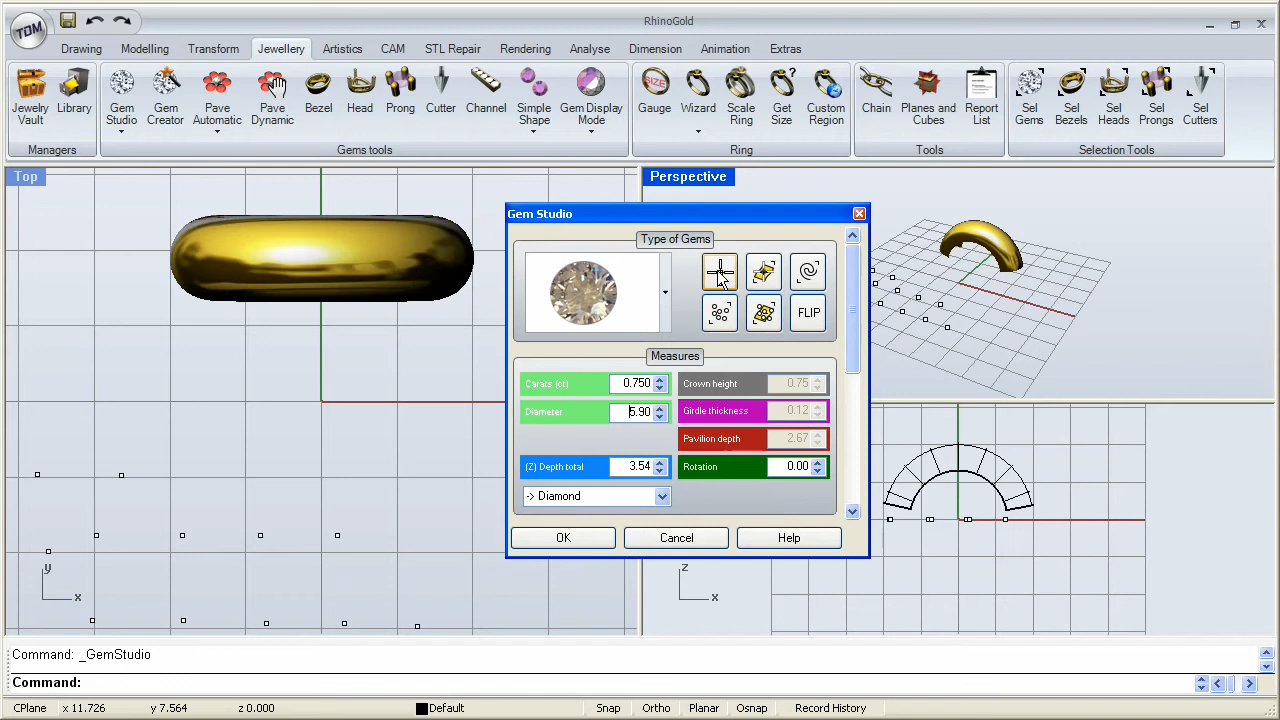 RhinoGold
TDM
Drawing Modelling Transform Jewellery Artistics CAM STL Repair Rendering Analyse Dimension Animation Extras
Jewelry Vault
Library
Gem Studio
Gem Creator
Pave Automatic
Pave Dynamic
Bezel
Head
Prong
Cutter
Channel
Simple Shape
Gem Display Mode
SIZE
Gauge
Wizard
Scale Ring
Get Size
Custom Region
Chain
Planes and Cubes
Report List
Sel Gems
Sel Bezels
Sel Heads
Sel Prongs
Sel Cutters
Managers
Gems tools
Ring
Tools
Selection Tools
Top
Perspective
Gem Studio
Type of Gems
FLIP
Measures
Carats (ct) 0.750
Crown height 0.75
Diameter 5.90
Girdle thickness 0.12
Pavilion depth 2.67
(Z) Depth total 3.54
Rotation 0.00
-> Diamond
OK Cancel Help
y
x
z
x
Command: _GemStudio
Command:
CPlane x 11.726 y 7.564 z 0.000 Default Snap Ortho Planar Osnap Record History